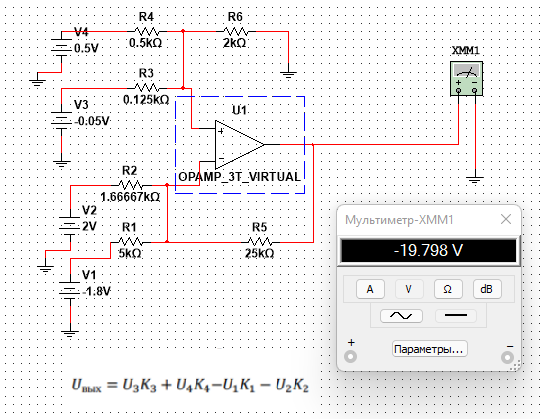 R4
R6
V4
0.5kΩ
2kΩ
0.5V
XMM1
R3
V3
0.125kΩ
U1
-0.05V
+
−
OPAMP_3T_VIRTUAL
R2
1.66667kΩ
V2
2V
R1
R5
5kΩ
25kΩ
V1
-1.8V
Мультиметр-XMM1
-19.798 V
A V Ω dB
+ −
Параметры...
Uвых = U3K3 + U4K4−U1K1 − U2K2